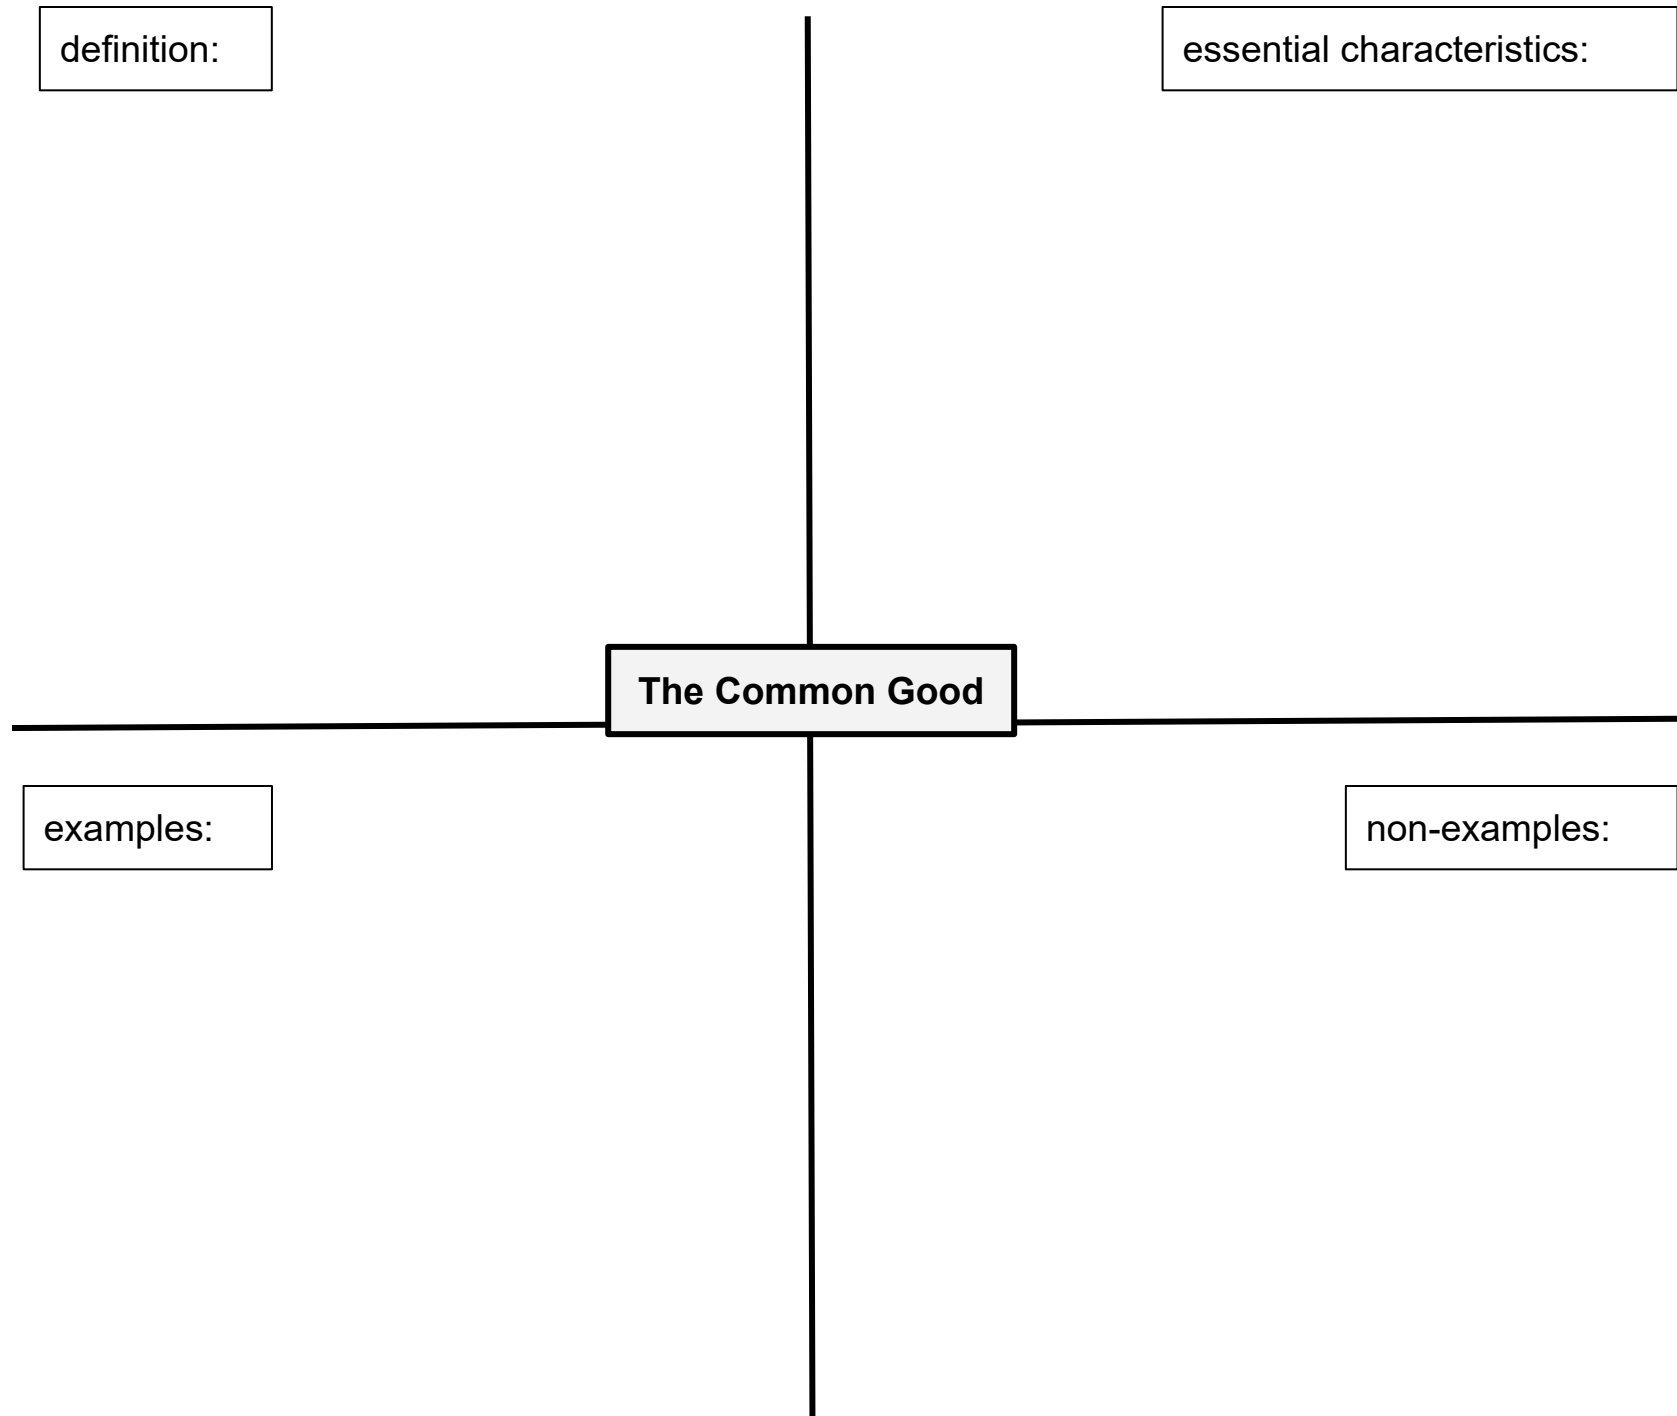 definition:
essential characteristics:
The Common Good
examples:
non-examples: